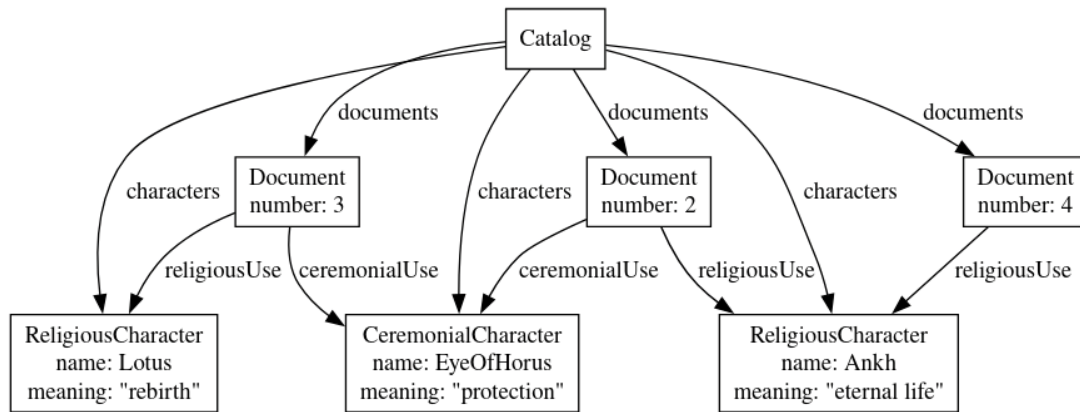 Catalog
documents
documents
documents
Document
number: 3
Document
number: 2
Document
number: 4
characters
characters
characters
religiousUse
ceremonialUse
ceremonialUse
religiousUse
religiousUse
ReligiousCharacter
name: Lotus
meaning: "rebirth"
CeremonialCharacter
name: EyeOfHorus
meaning: "protection"
ReligiousCharacter
name: Ankh
meaning: "eternal life"